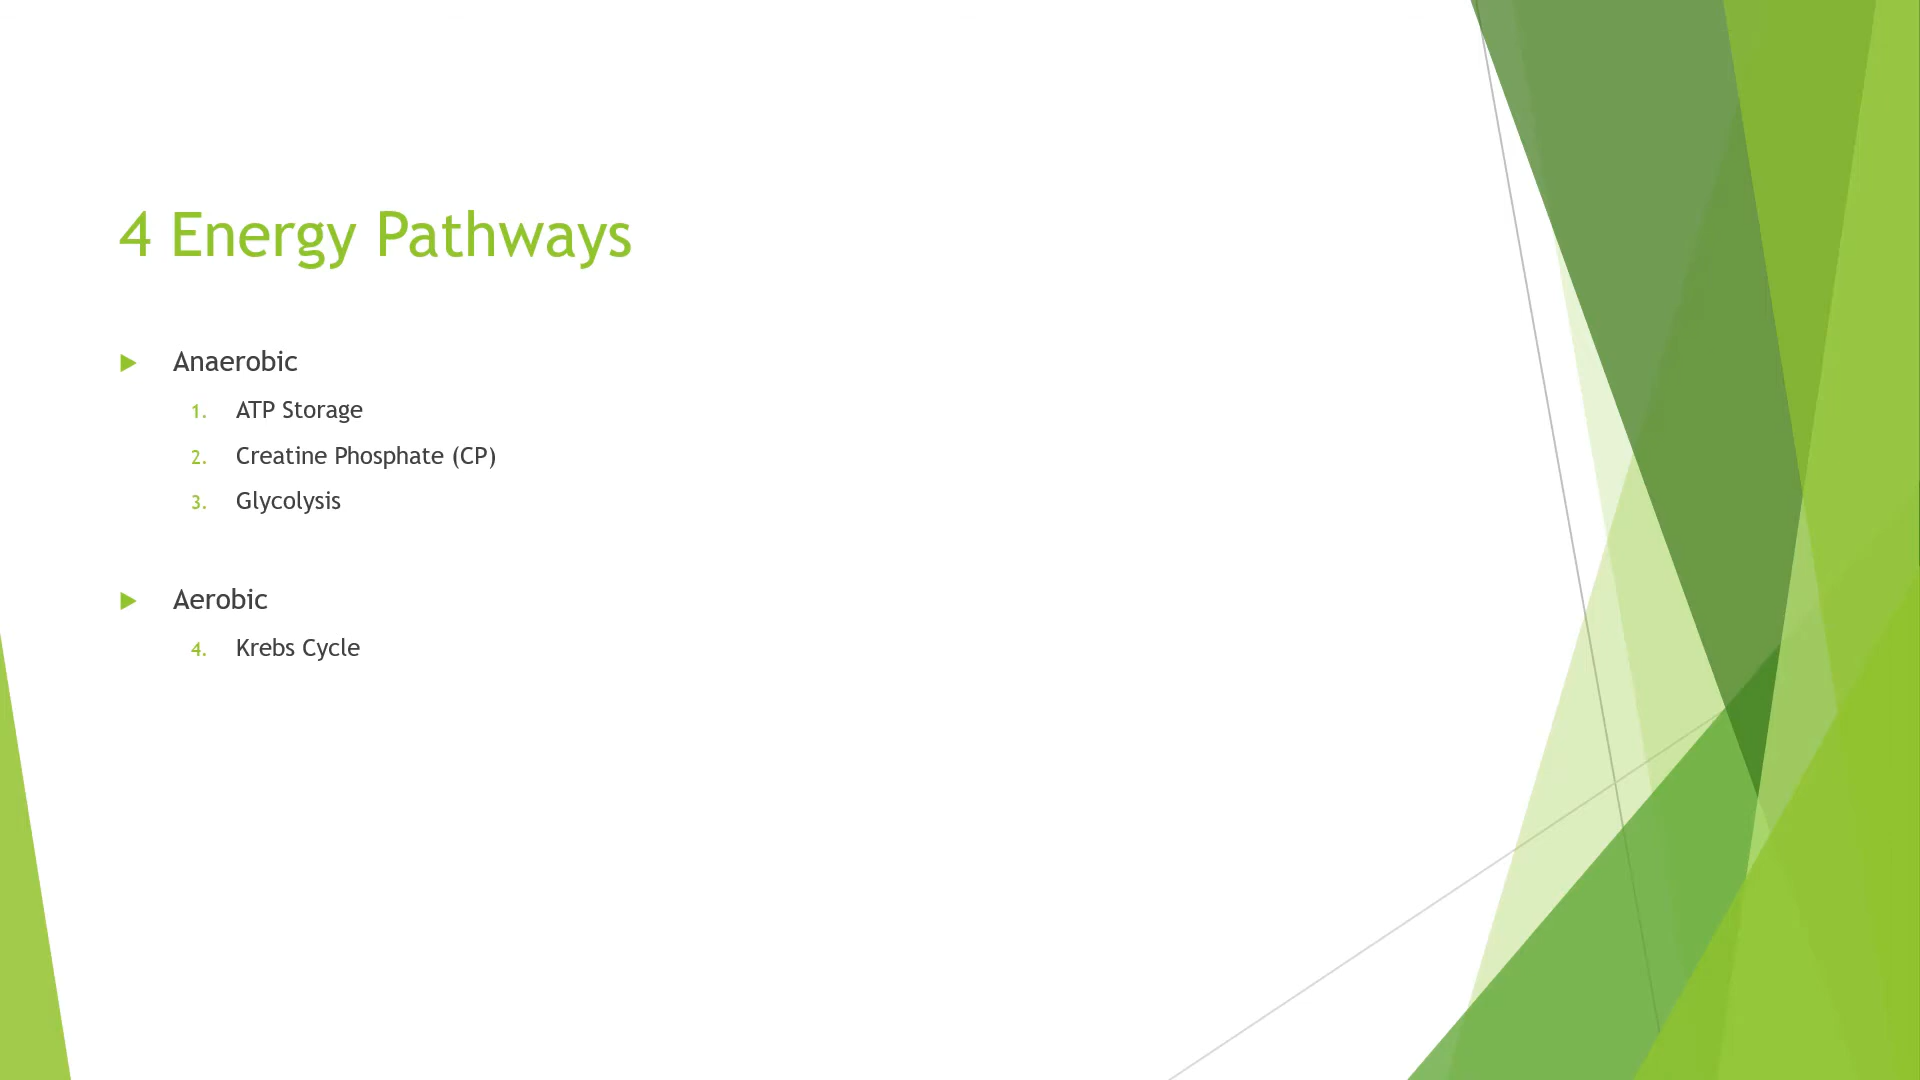 4 Energy Pathways
Anaerobic
1. ATP Storage
2. Creatine Phosphate (CP)
3. Glycolysis
Aerobic
4. Krebs Cycle